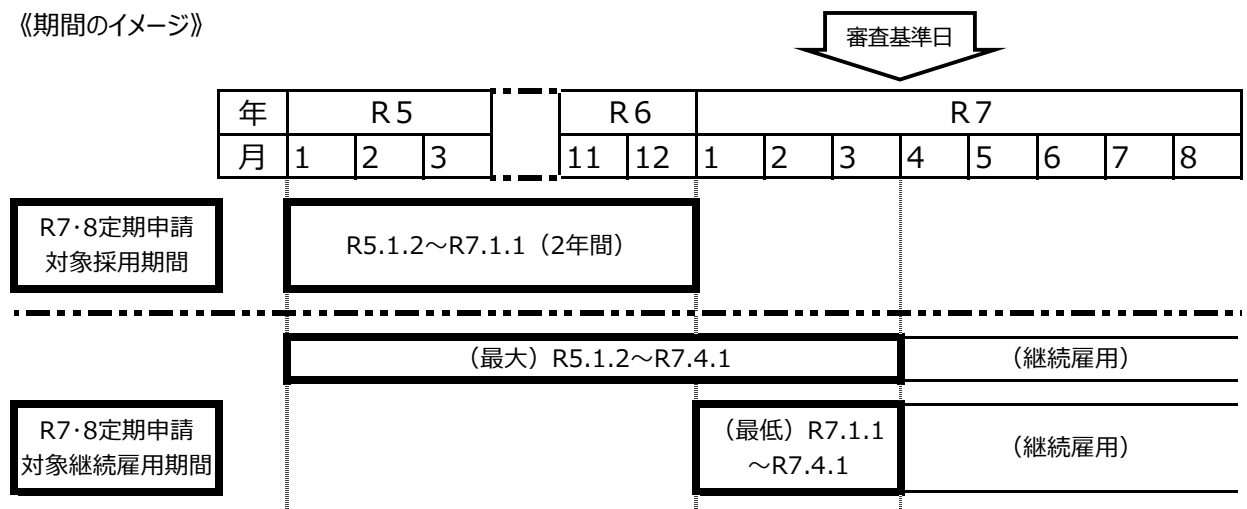 《期間のイメージ》
審査基準日
年 R5 R6 R7
月 1 2 3 11 12 1 2 3 4 5 6 7 8
R7・8定期申請
対象採用期間
R5.1.2～R7.1.1（2年間）
（最大）R5.1.2～R7.4.1
（継続雇用）
R7・8定期申請
対象継続雇用期間
（最低）R7.1.1
～R7.4.1
（継続雇用）